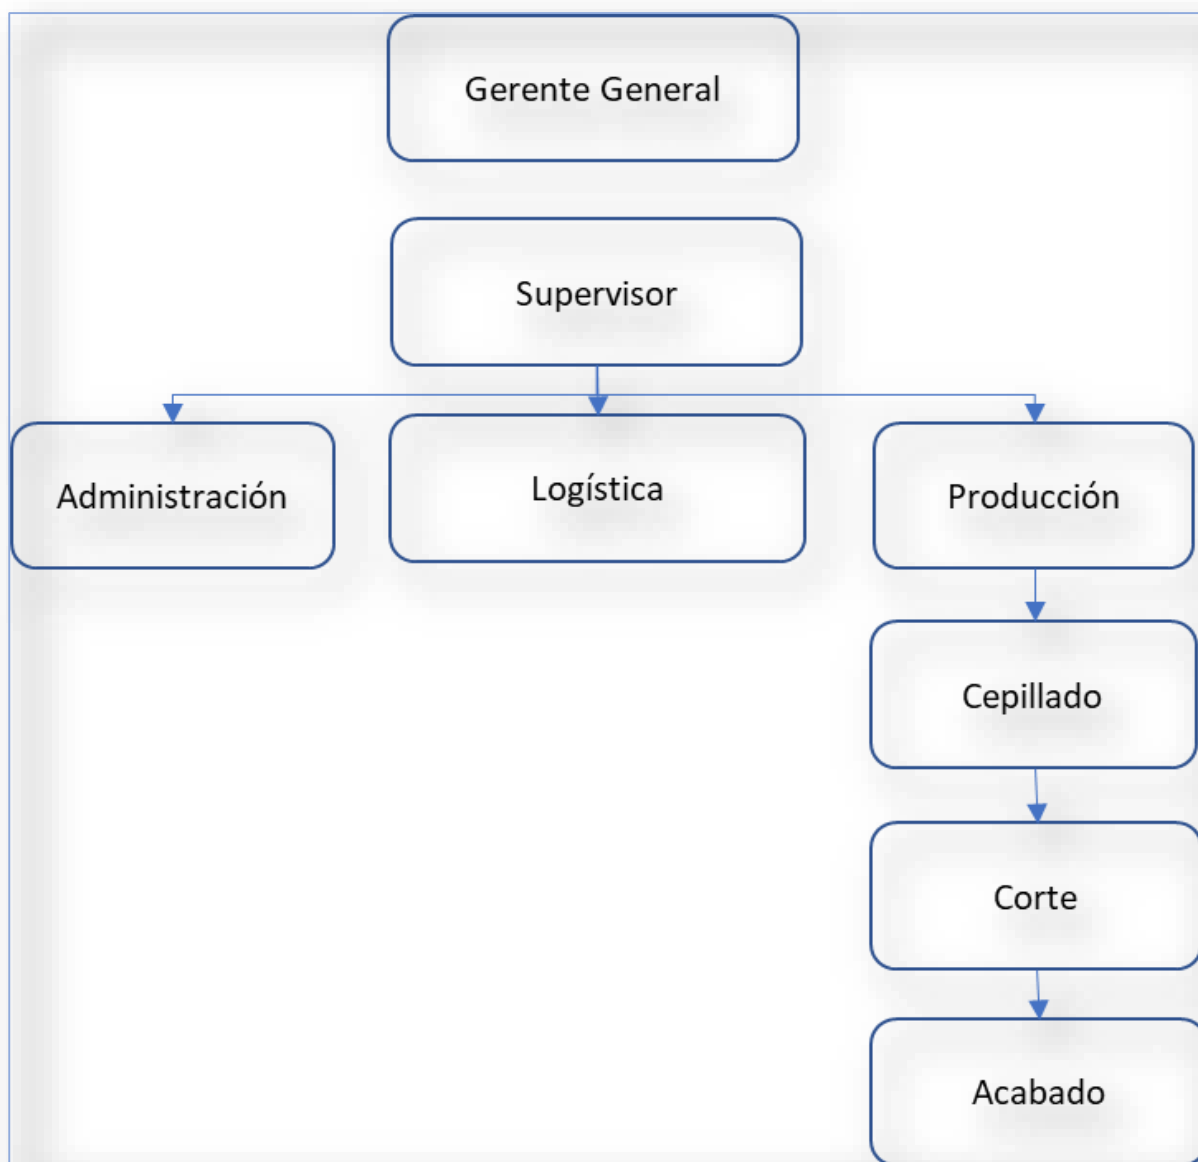 Gerente General
Supervisor
Administración
Logística
Producción
Cepillado
Corte
Acabado